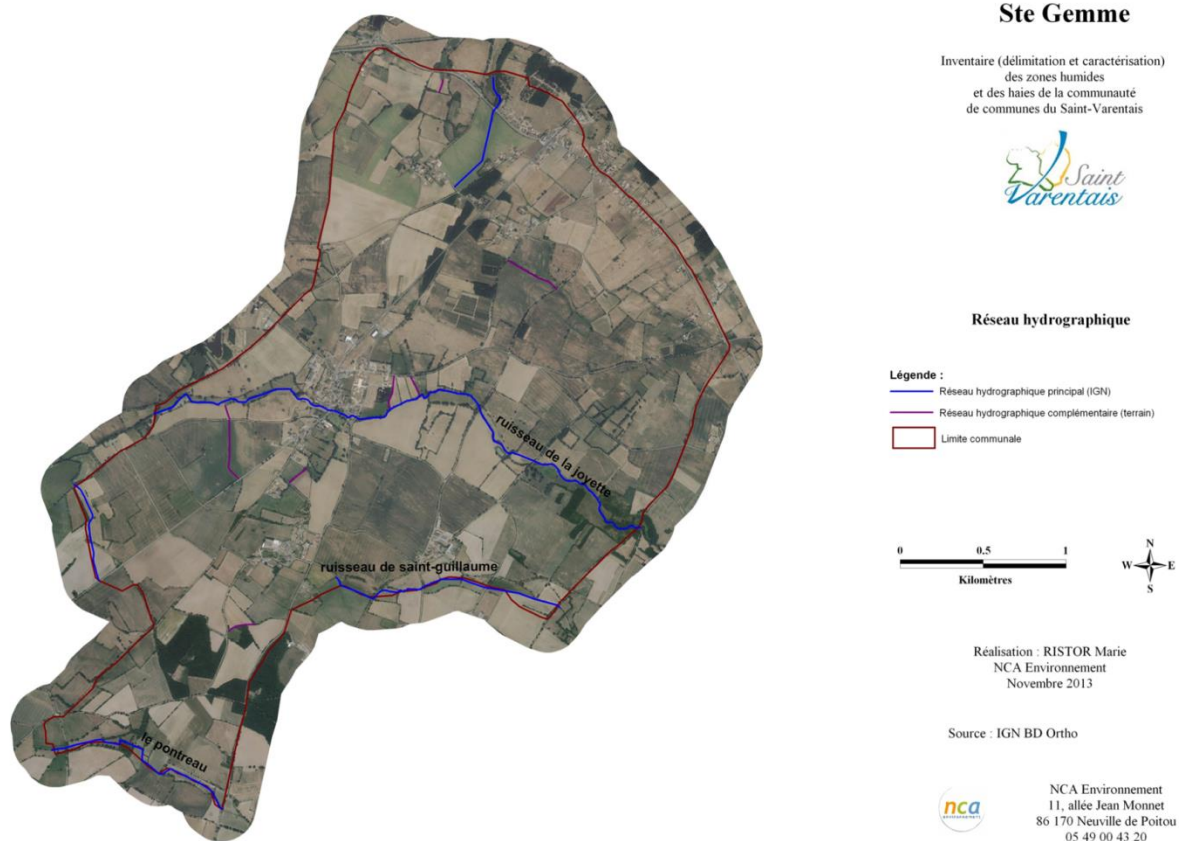 Ste Gemme
Inventaire (délimitation et caractérisation)
des zones humides
et des haies de la communauté
de communes du Saint-Varentais
Saint
Varentais
Réseau hydrographique
Légende :
Réseau hydrographique principal (IGN)
Réseau hydrographique complémentaire (terrain)
Limite communale
ruisseau de la joyette
ruisseau de saint-guillaume
le pontreau
0 0.5 1
Kilomètres
N
W E
S
Réalisation : RISTOR Marie
NCA Environnement
Novembre 2013
Source : IGN BD Ortho
nca
environnement
NCA Environnement
11, allée Jean Monnet
86 170 Neuville de Poitou
05 49 00 43 20